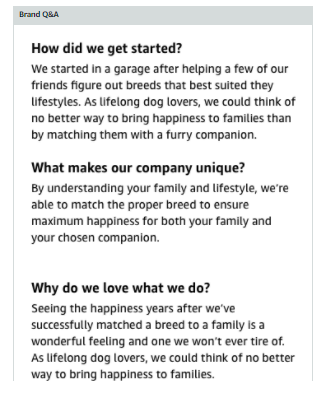 Brand Q&A
How did we get started?
We started in a garage after helping a few of our
friends figure out breeds that best suited they
lifestyles. As lifelong dog lovers, we could think of
no better way to bring happiness to families than
by matching them with a furry companion.
What makes our company unique?
By understanding your family and lifestyle, we're
able to match the proper breed to ensure
maximum happiness for both your family and
your chosen companion.
Why do we love what we do?
Seeing the happiness years after we've
successfully matched a breed to a family is a
wonderful feeling and one we won't ever tire of.
As lifelong dog lovers, we could think of no better
way to bring happiness to families.